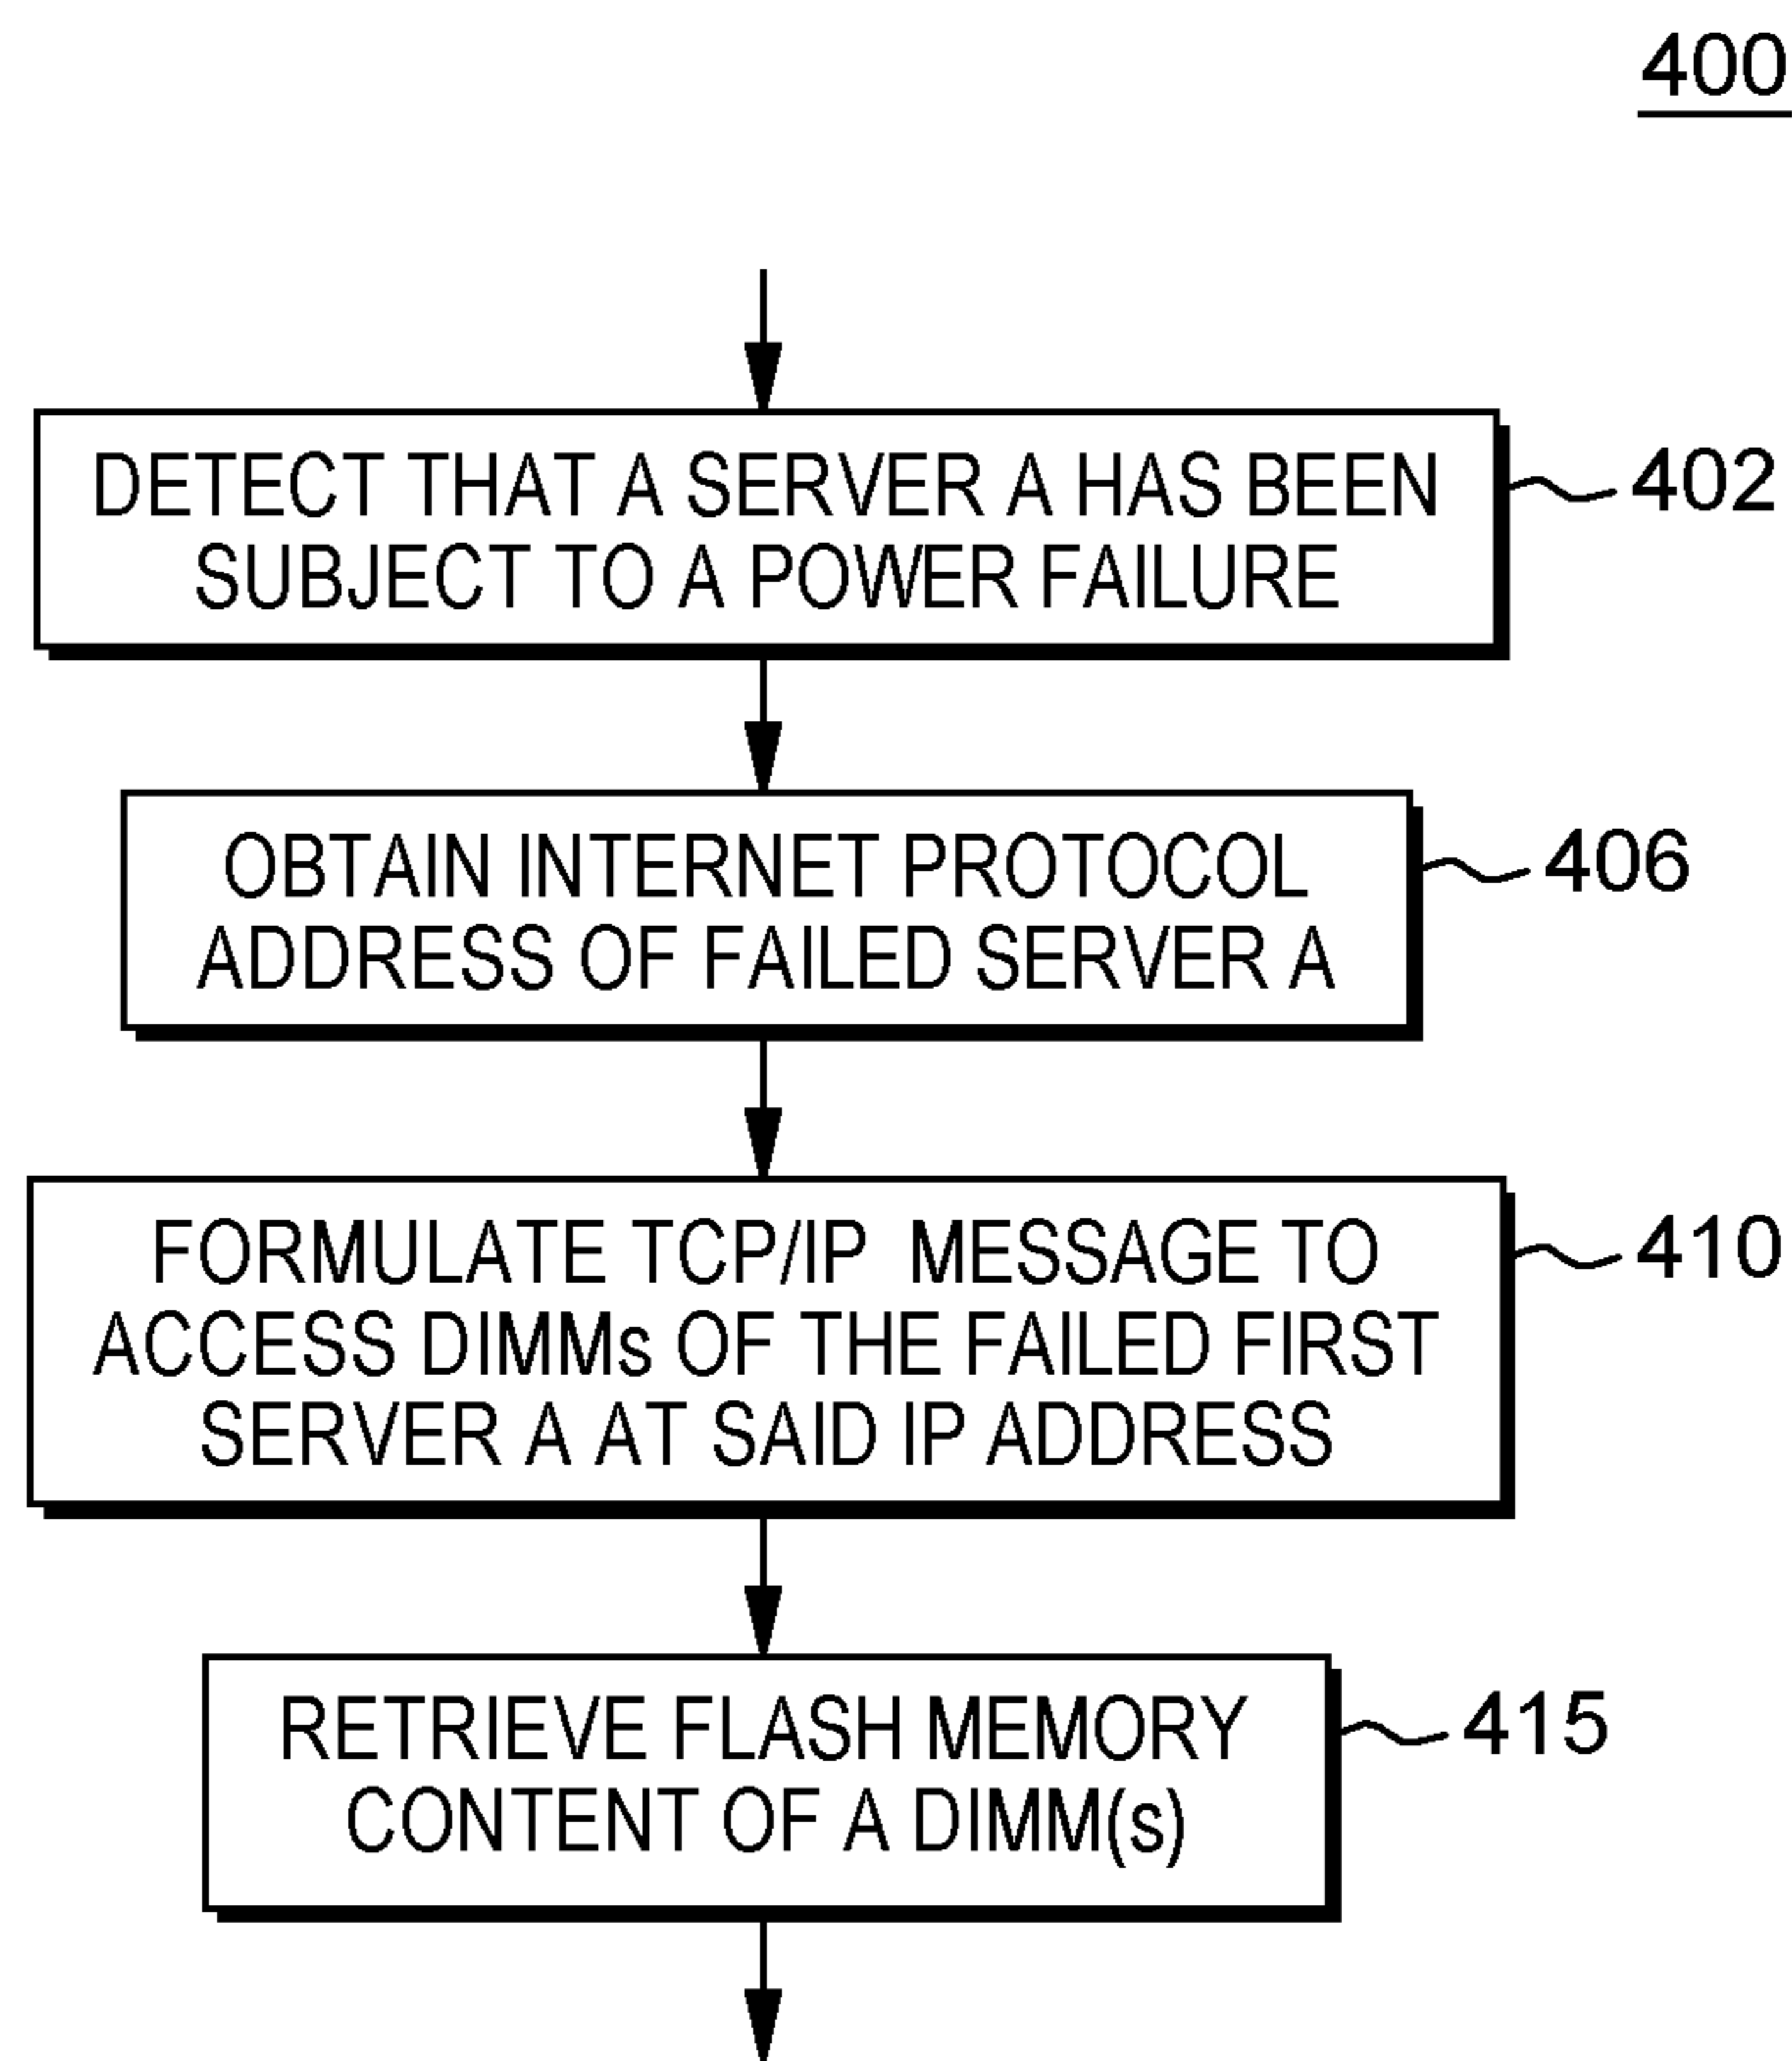 400
DETECT THAT A SERVER A HAS BEEN
SUBJECT TO A POWER FAILURE
402
OBTAIN INTERNET PROTOCOL
ADDRESS OF FAILED SERVER A
406
FORMULATE TCP/IP MESSAGE TO
ACCESS DIMMs OF THE FAILED FIRST
SERVER A AT SAID IP ADDRESS
410
RETRIEVE FLASH MEMORY
CONTENT OF A DIMM(s)
415